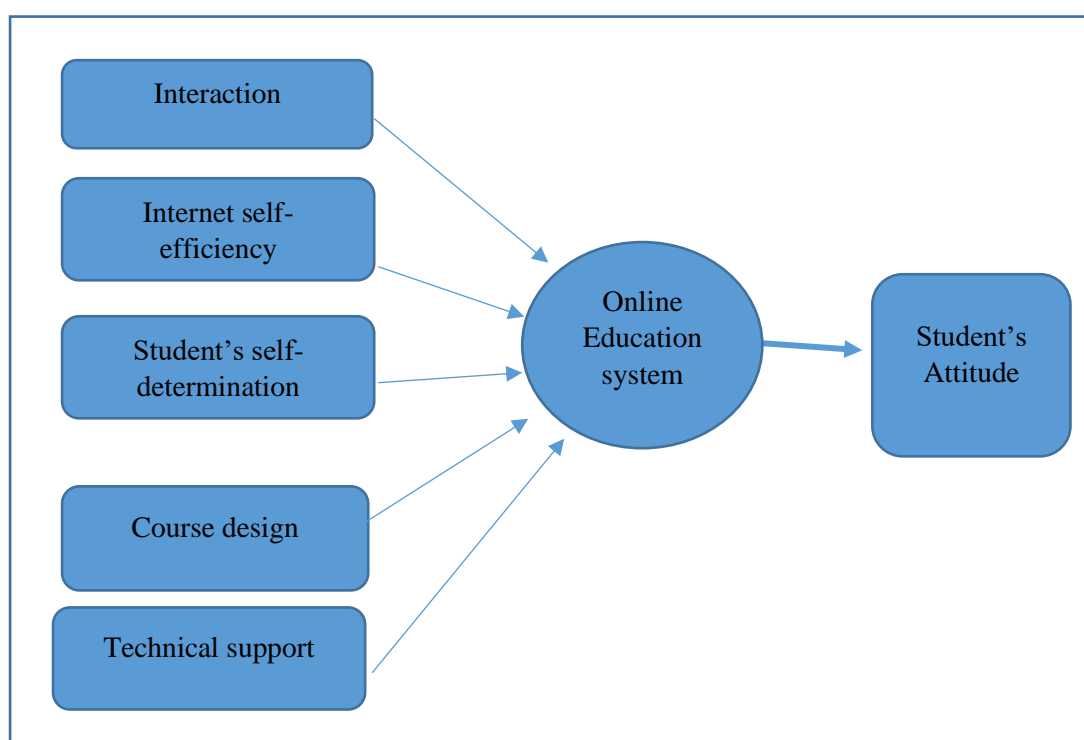 Interaction
Internet self-
efficiency
Student’s self-
determination
Course design
Technical support
Online
Education
system
Student’s
Attitude